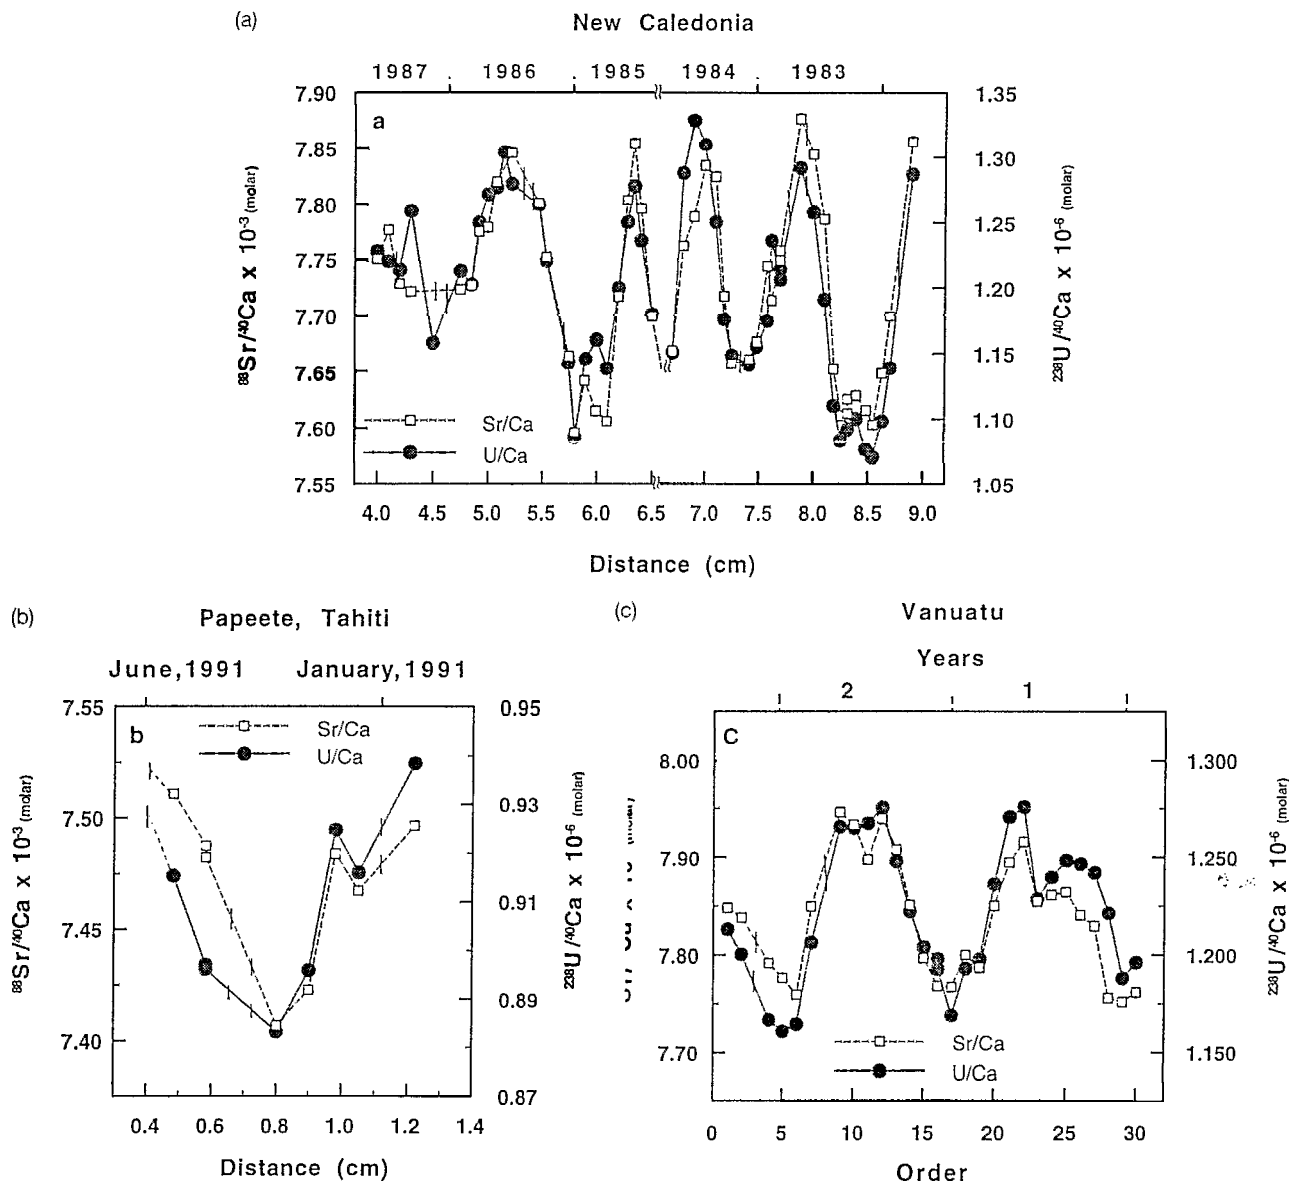 (a)
New Caledonia
1987 1986 1985 1984 1983
a
7.90
7.85
7.80
7.75
7.70
7.65
7.60
7.55
⁸⁸Sr/⁴⁰Ca x 10⁻³ (molar)
1.35
1.30
1.25
1.20
1.15
1.10
1.05
²³⁸U/⁴⁰Ca x 10⁻⁶ (molar)
Sr/Ca
U/Ca
4.0 4.5 5.0 5.5 6.0 6.5 7.0 7.5 8.0 8.5 9.0
Distance (cm)
(b)
Papeete, Tahiti
June,1991 January,1991
b
Sr/Ca
U/Ca
7.55
7.50
7.45
7.40
⁸⁸Sr/⁴⁰Ca x 10⁻³ (molar)
0.95
0.93
0.91
0.89
0.87
²³⁸U/⁴⁰Ca x 10⁻⁶ (molar)
0.4 0.6 0.8 1.0 1.2 1.4
Distance (cm)
(c)
Vanuatu
Years
2 1
C
8.00
7.90
7.80
7.70
1.300
1.250
1.200
1.150
²³⁸U/⁴⁰Ca x 10⁻⁶ (molar)
Sr/Ca
U/Ca
0 5 10 15 20 25 30
Order